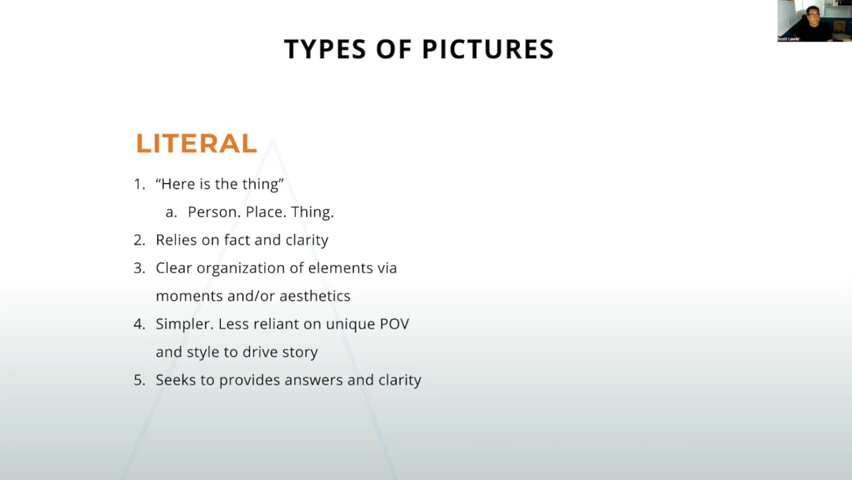 TYPES OF PICTURES
LITERAL
1. “Here is the thing”
a. Person. Place. Thing.
2. Relies on fact and clarity
3. Clear organization of elements via
moments and/or aesthetics
4. Simpler. Less reliant on unique POV
and style to drive story
5. Seeks to provides answers and clarity